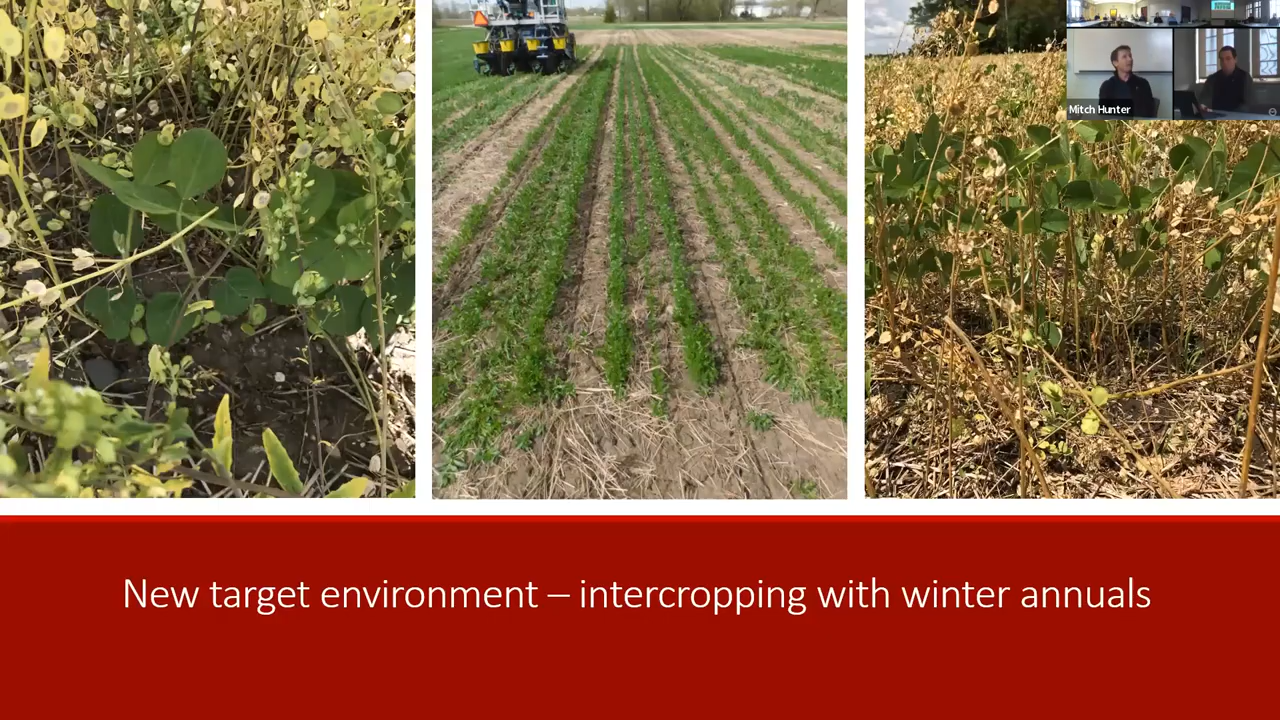 Mitch Hunter
New target environment – intercropping with winter annuals